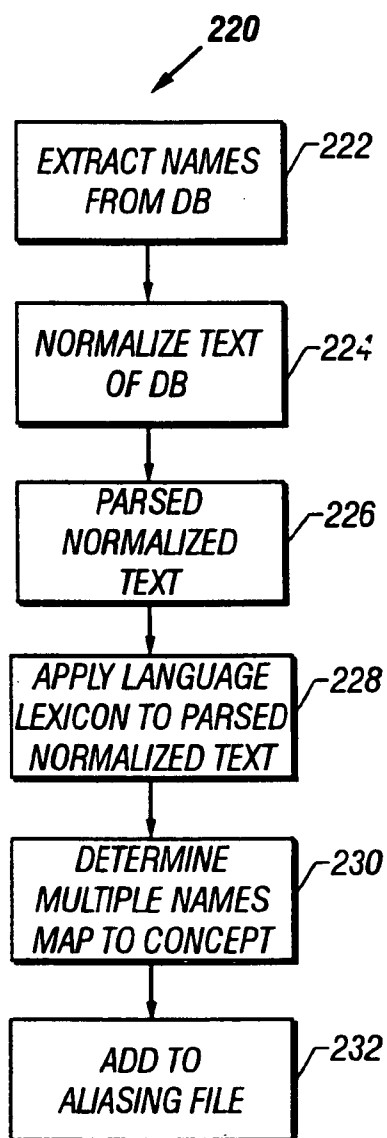 220
EXTRACT NAMES
FROM DB
222
NORMALIZE TEXT
OF DB
224
PARSED
NORMALIZED
TEXT
226
APPLY LANGUAGE
LEXICON TO PARSED
NORMALIZED TEXT
228
DETERMINE
MULTIPLE NAMES
MAP TO CONCEPT
230
ADD TO
ALIASING FILE
232